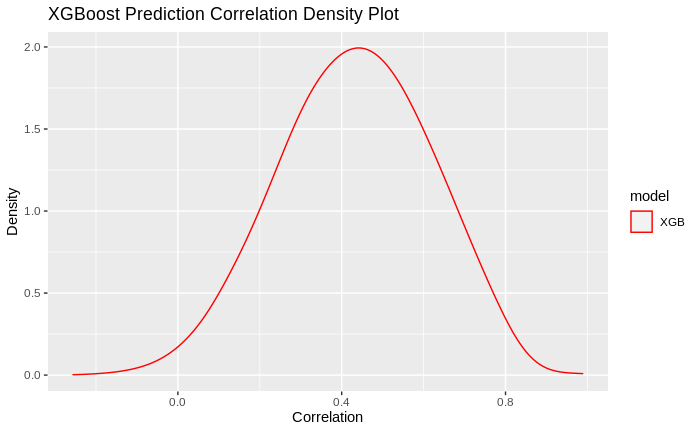 XGBoost Prediction Correlation Density Plot
2.0
1.5
1.0
0.5
0.0
Density
0.0 0.4 0.8
Correlation
model
XGB